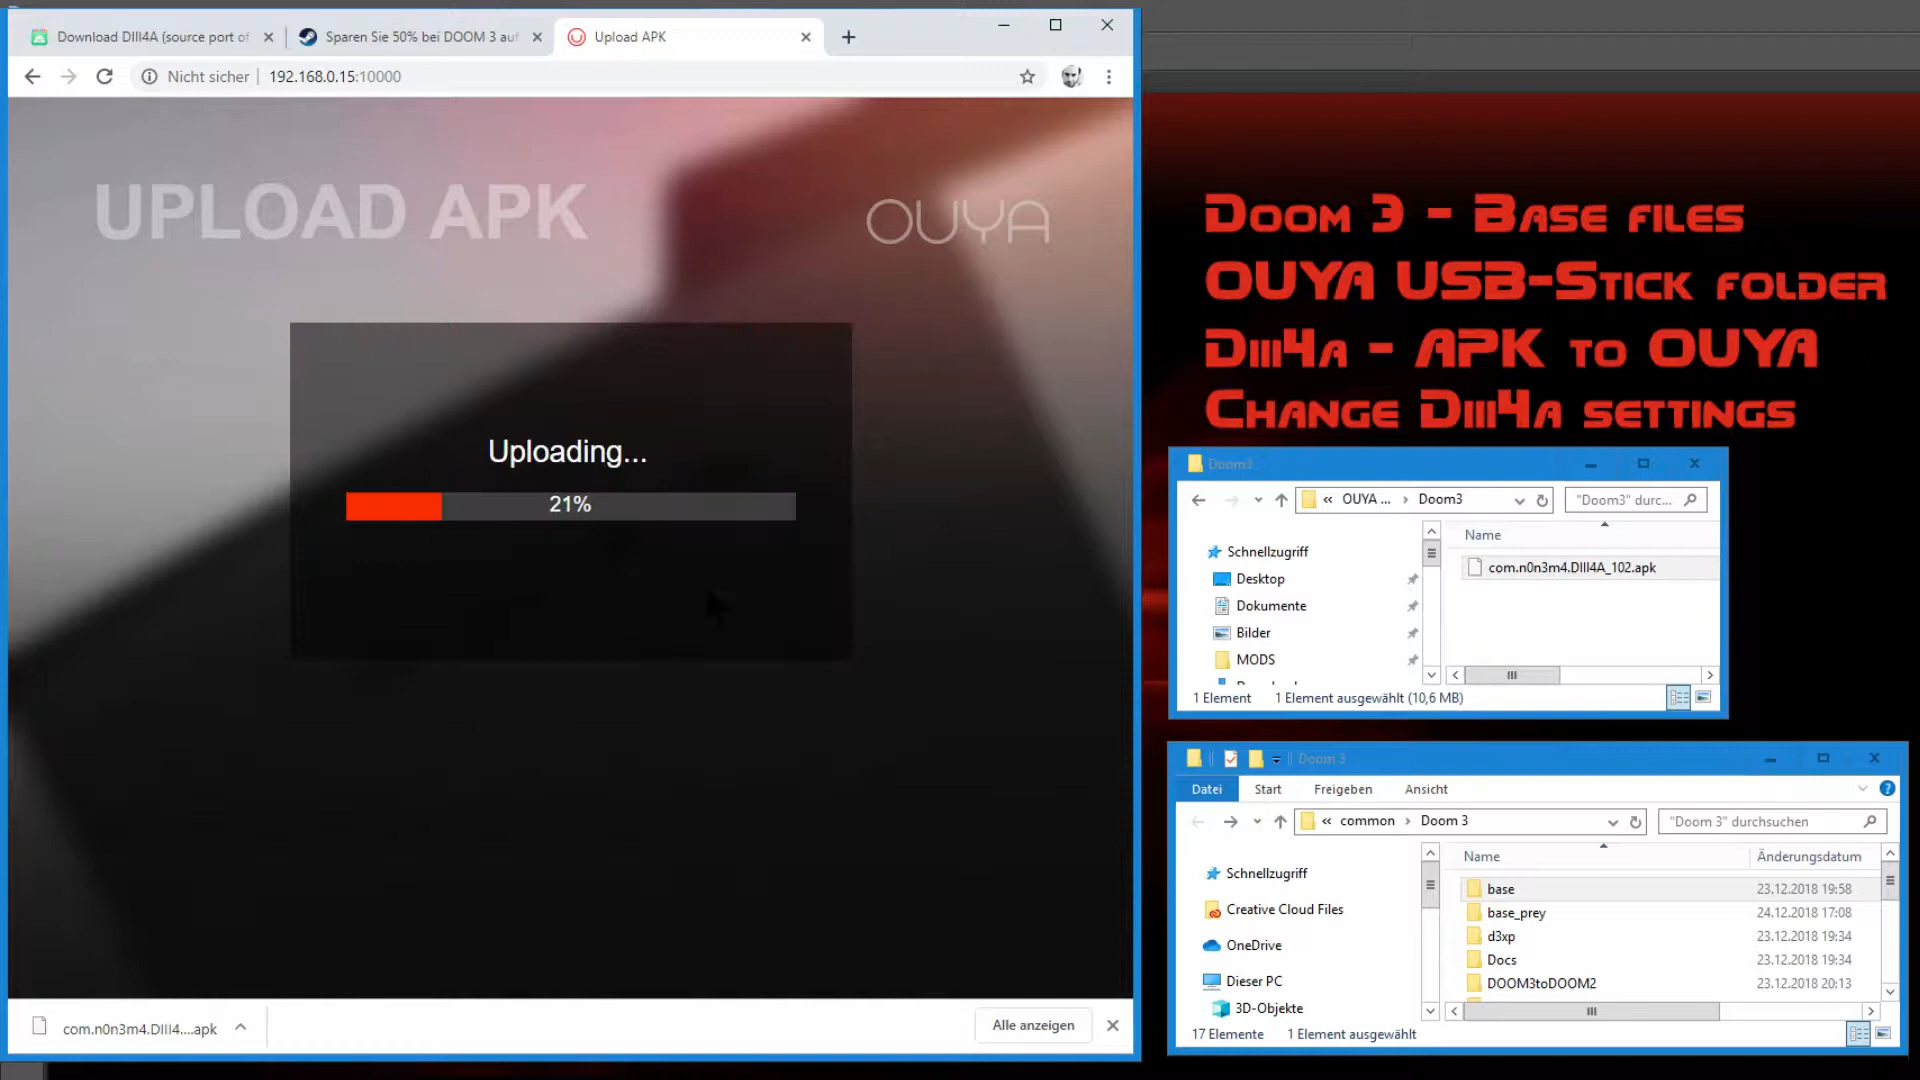 Download DIII4A (source port of
Sparen Sie 50% bei DOOM 3 auf
Upload APK
Nicht sicher
192.168.0.15:10000
UPLOAD APK
OUYA
Uploading...
21%
com.n0n3m4.DIII4....apk
Alle anzeigen
Doom 3 - Base files
OUYA USB-Stick folder
Diii4a - APK to OUYA
Change Diii4a settings
Doom3
« OUYA ... › Doom3
"Doom3" durc...
Name
Schnellzugriff
Desktop
Dokumente
Bilder
MODS
com.n0n3m4.DIII4A_102.apk
1 Element
1 Element ausgewählt (10,6 MB)
Doom 3
Datei
Start
Freigeben
Ansicht
« common › Doom 3
"Doom 3" durchsuchen
Name
Änderungsdatum
Schnellzugriff
Creative Cloud Files
OneDrive
Dieser PC
3D-Objekte
base 23.12.2018 19:58
base_prey 24.12.2018 17:08
d3xp 23.12.2018 19:34
Docs 23.12.2018 19:34
DOOM3toDOOM2 23.12.2018 20:13
17 Elemente
1 Element ausgewählt